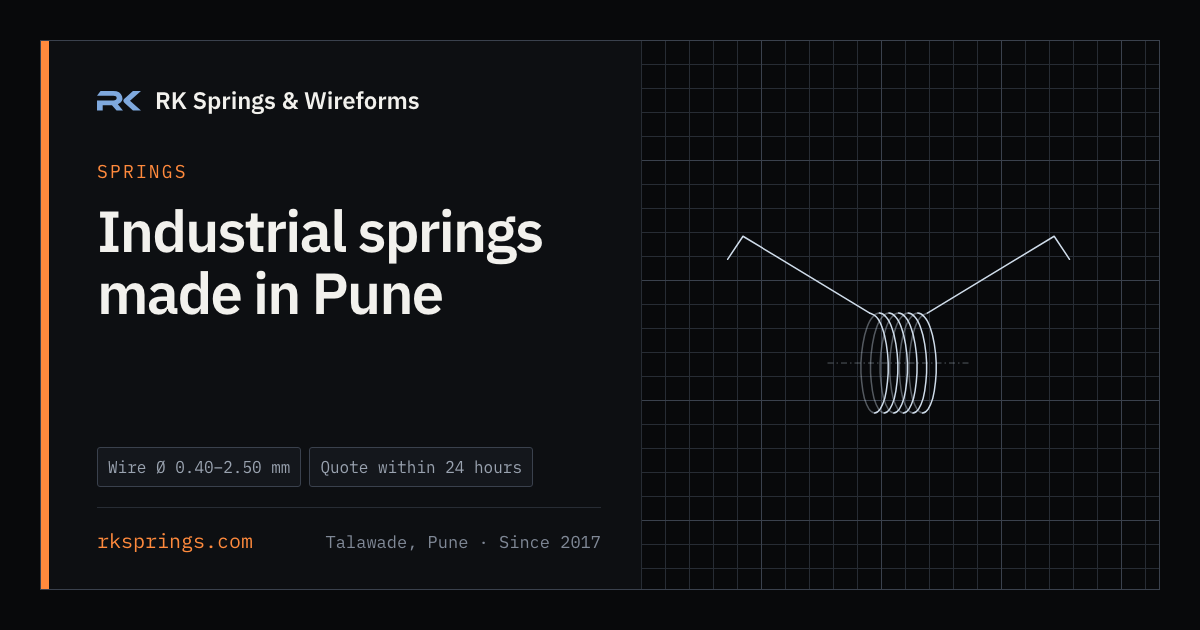 RK RK Springs & Wireforms
SPRINGS
Industrial springs
made in Pune
Wire Ø 0.40–2.50 mm Quote within 24 hours
rksprings.com Talawade, Pune · Since 2017